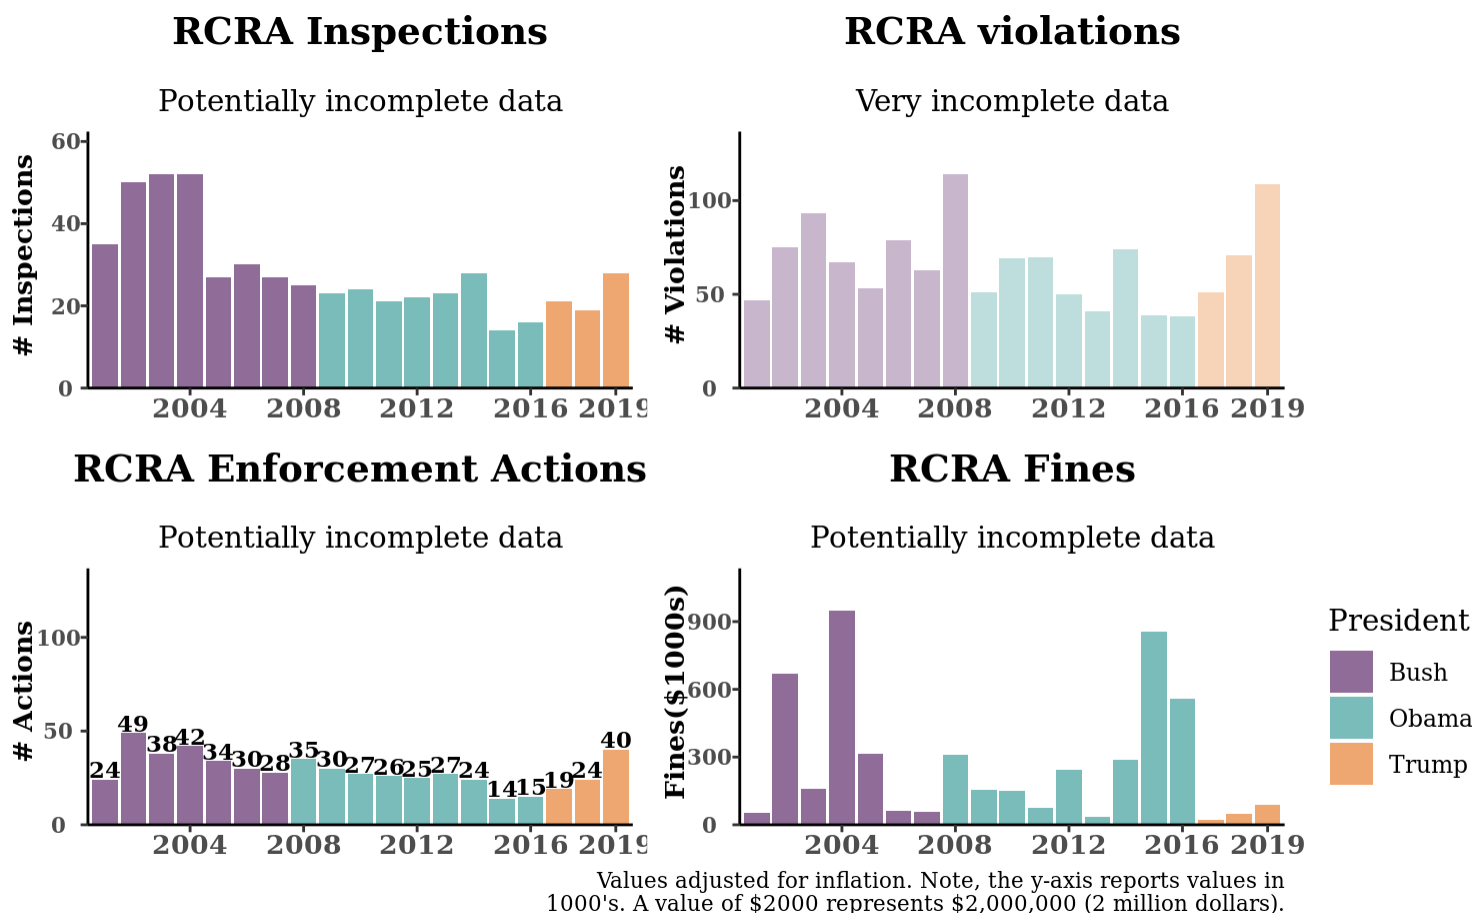 RCRA Inspections
Potentially incomplete data
# Inspections
60
40
20
0
2004 2008 2012 2016 2019
RCRA violations
Very incomplete data
# Violations
100
50
0
2004 2008 2012 2016 2019
RCRA Enforcement Actions
Potentially incomplete data
# Actions
100
50
0
24 49 38 42 34 30 28 35 30 27 26 25 27 24 14 15 19 24 40
2004 2008 2012 2016 2019
RCRA Fines
Potentially incomplete data
Fines($1000s)
900
600
300
0
2004 2008 2012 2016 2019
President
Bush
Obama
Trump
Values adjusted for inflation. Note, the y-axis reports values in
1000's. A value of $2000 represents $2,000,000 (2 million dollars).